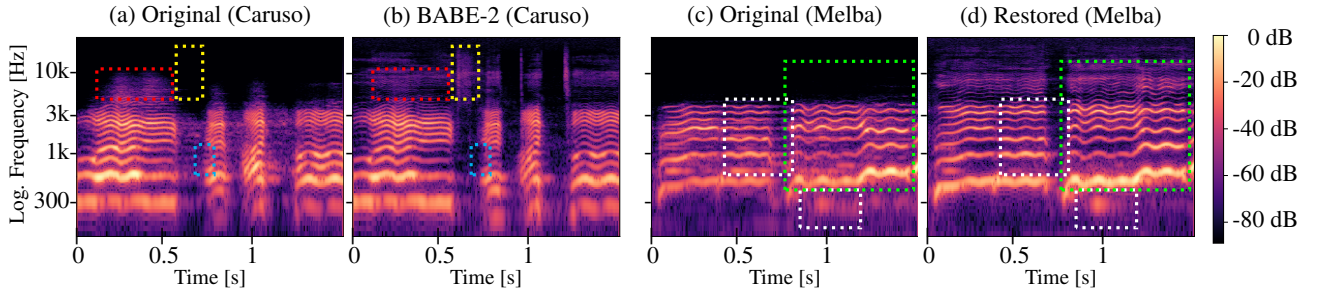 (a) Original (Caruso)
(b) BABE-2 (Caruso)
(c) Original (Melba)
(d) Restored (Melba)
Log. Frequency [Hz]
10k
3k
1k
300
0 dB
-20 dB
-40 dB
-60 dB
-80 dB
0 0.5 1
0 0.5 1
0 0.5 1
0 0.5 1
Time [s]
Time [s]
Time [s]
Time [s]